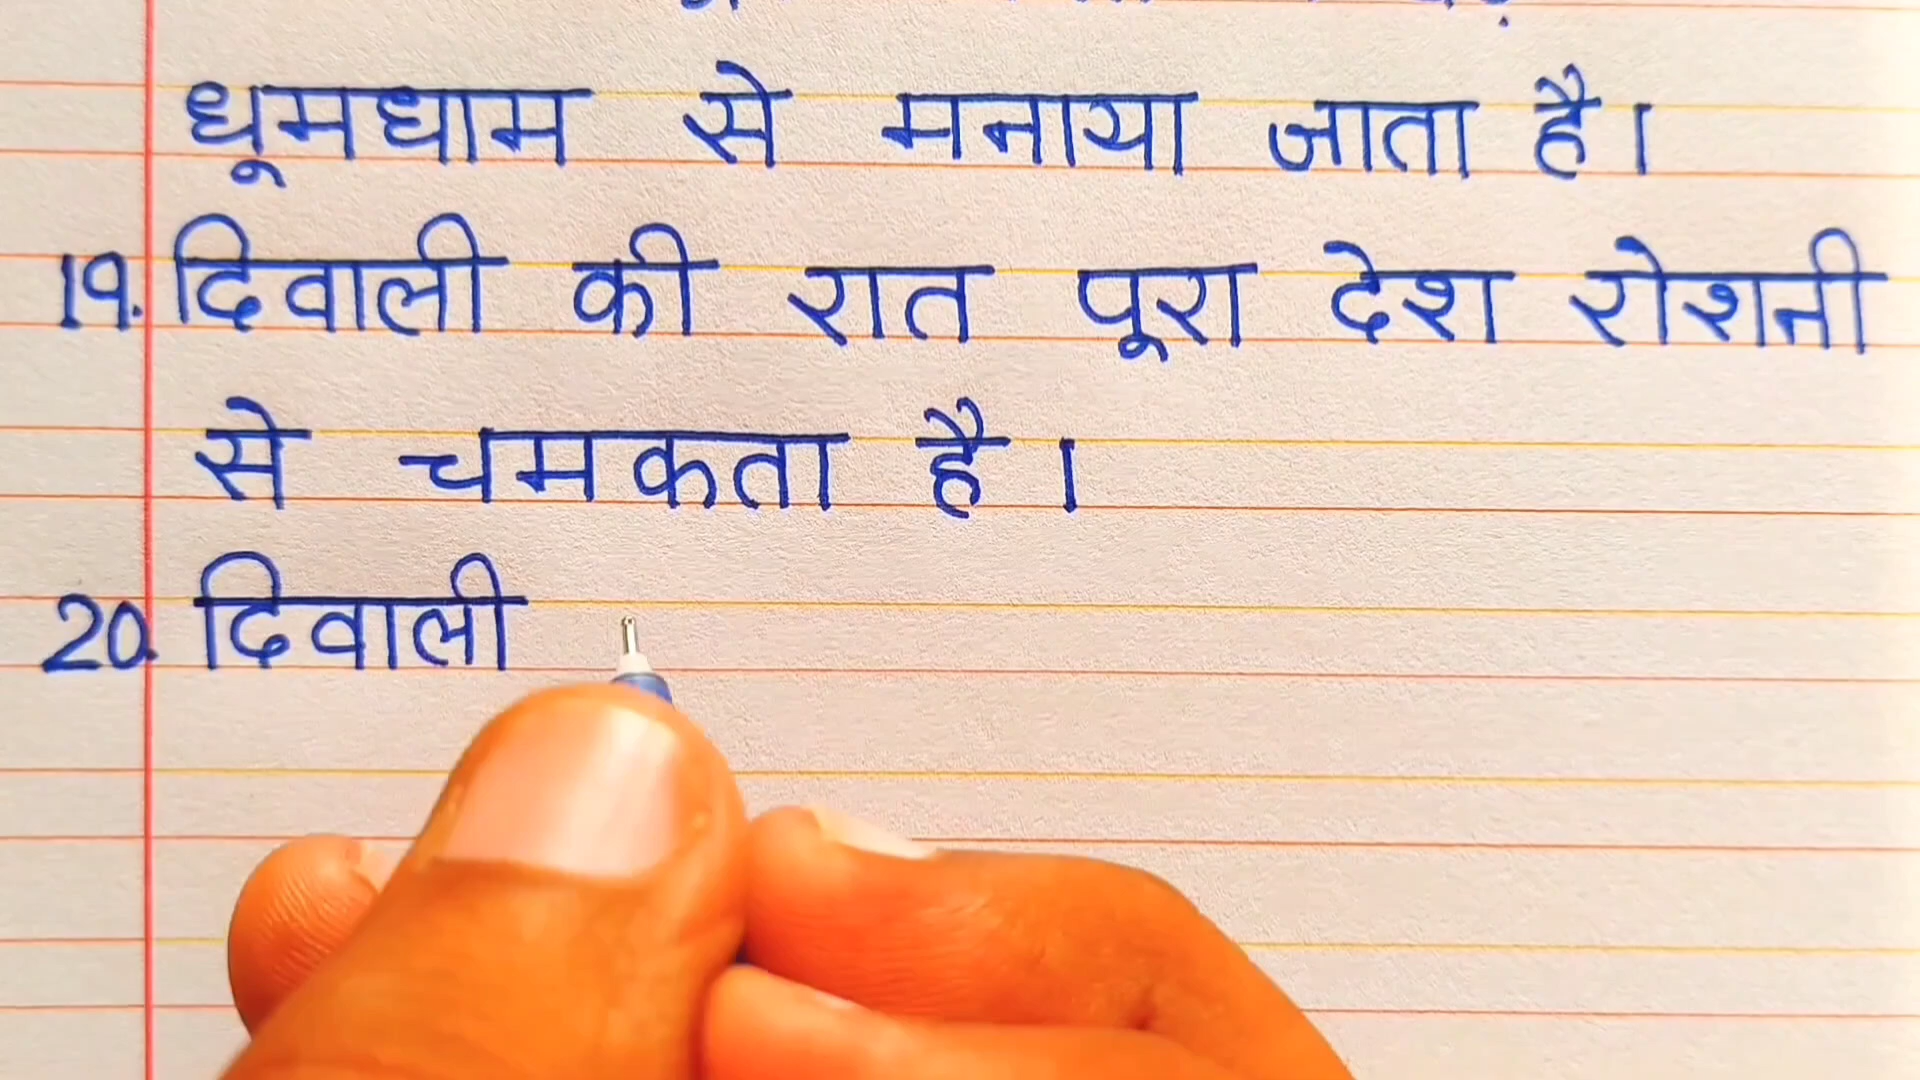 धूमधाम से मनाया जाता है।
19. दिवाली की रात पूरा देश रोशनी
से चमकता है।
20. दिवाली